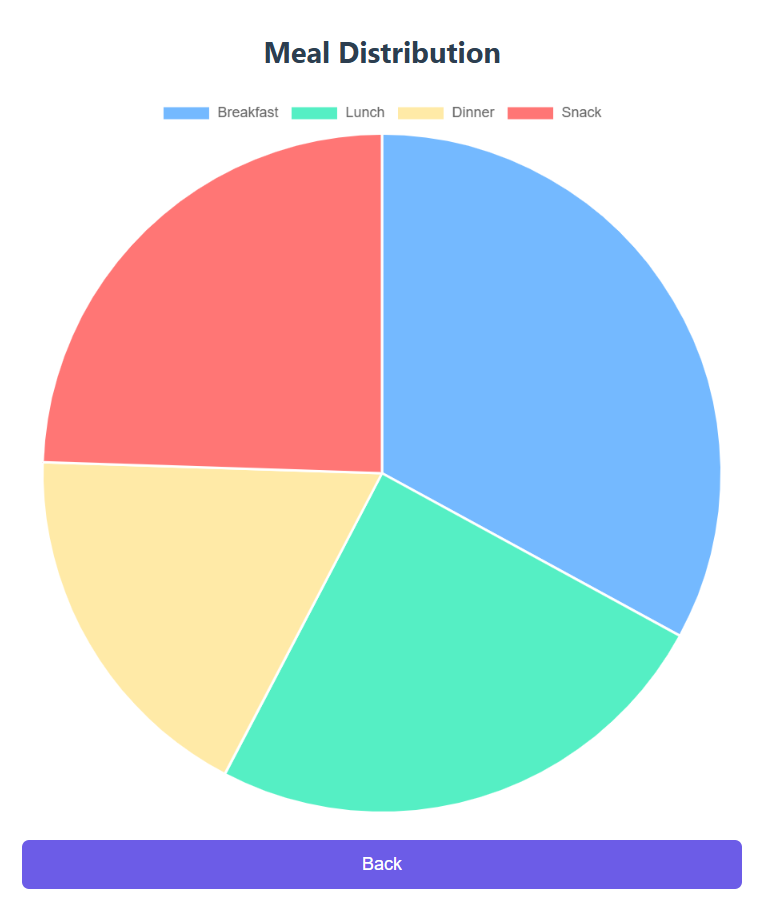 Meal Distribution
Breakfast Lunch Dinner Snack
Back